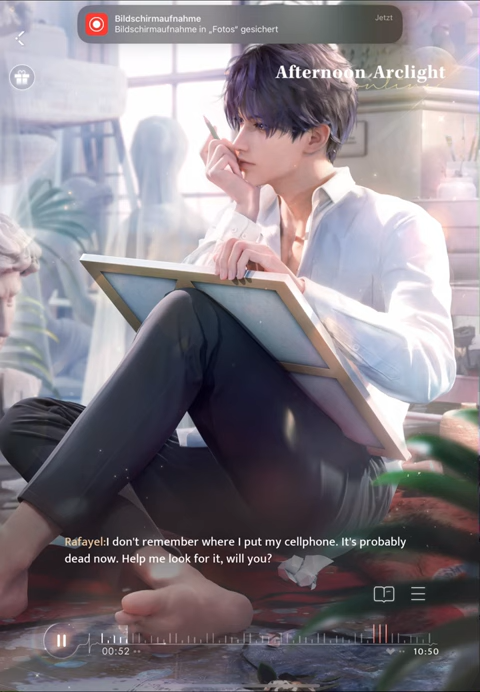 Bildschirmaufnahme
Jetzt
Bildschirmaufnahme in „Fotos“ gesichert
Afternoon Arclight
Rafayel:I don't remember where I put my cellphone. It's probably
dead now. Help me look for it, will you?
00:52
10:50